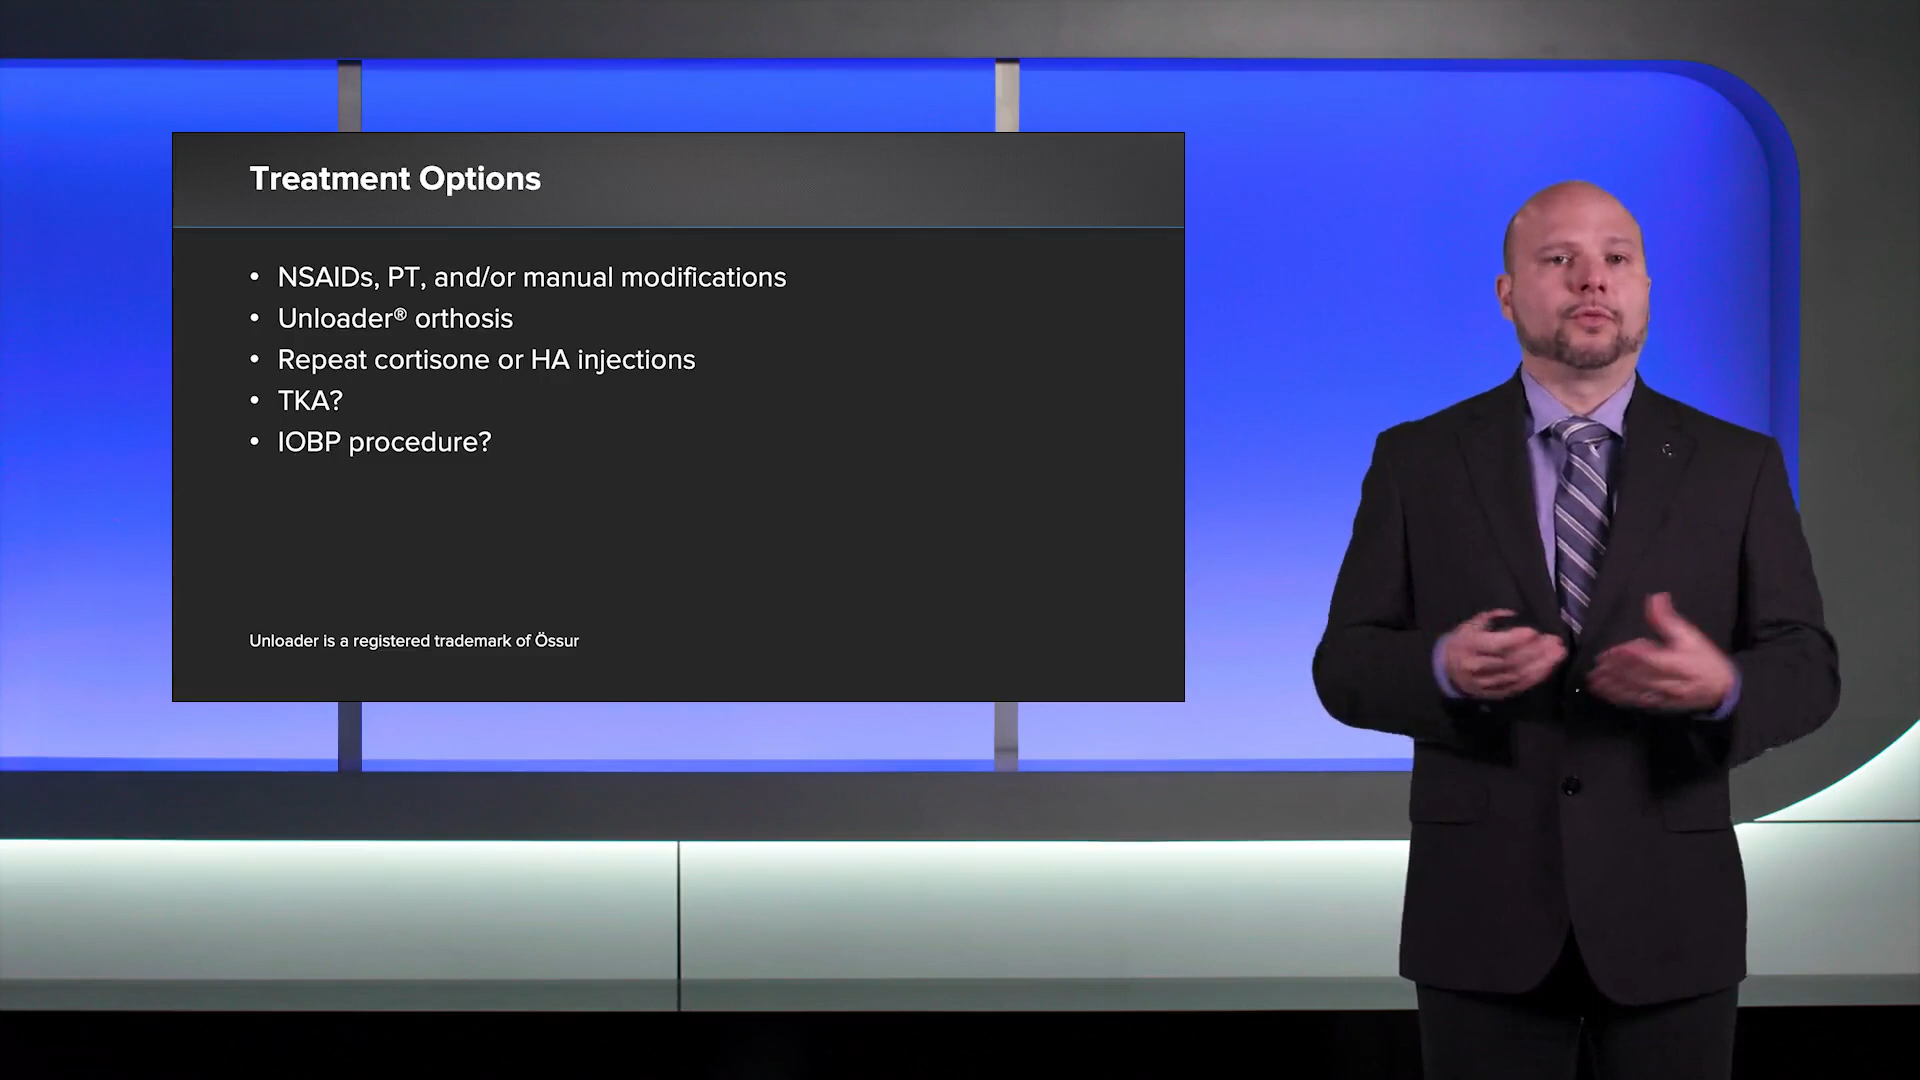 Treatment Options
• NSAIDs, PT, and/or manual modifications
• Unloader® orthosis
• Repeat cortisone or HA injections
• TKA?
• IOBP procedure?
Unloader is a registered trademark of Össur